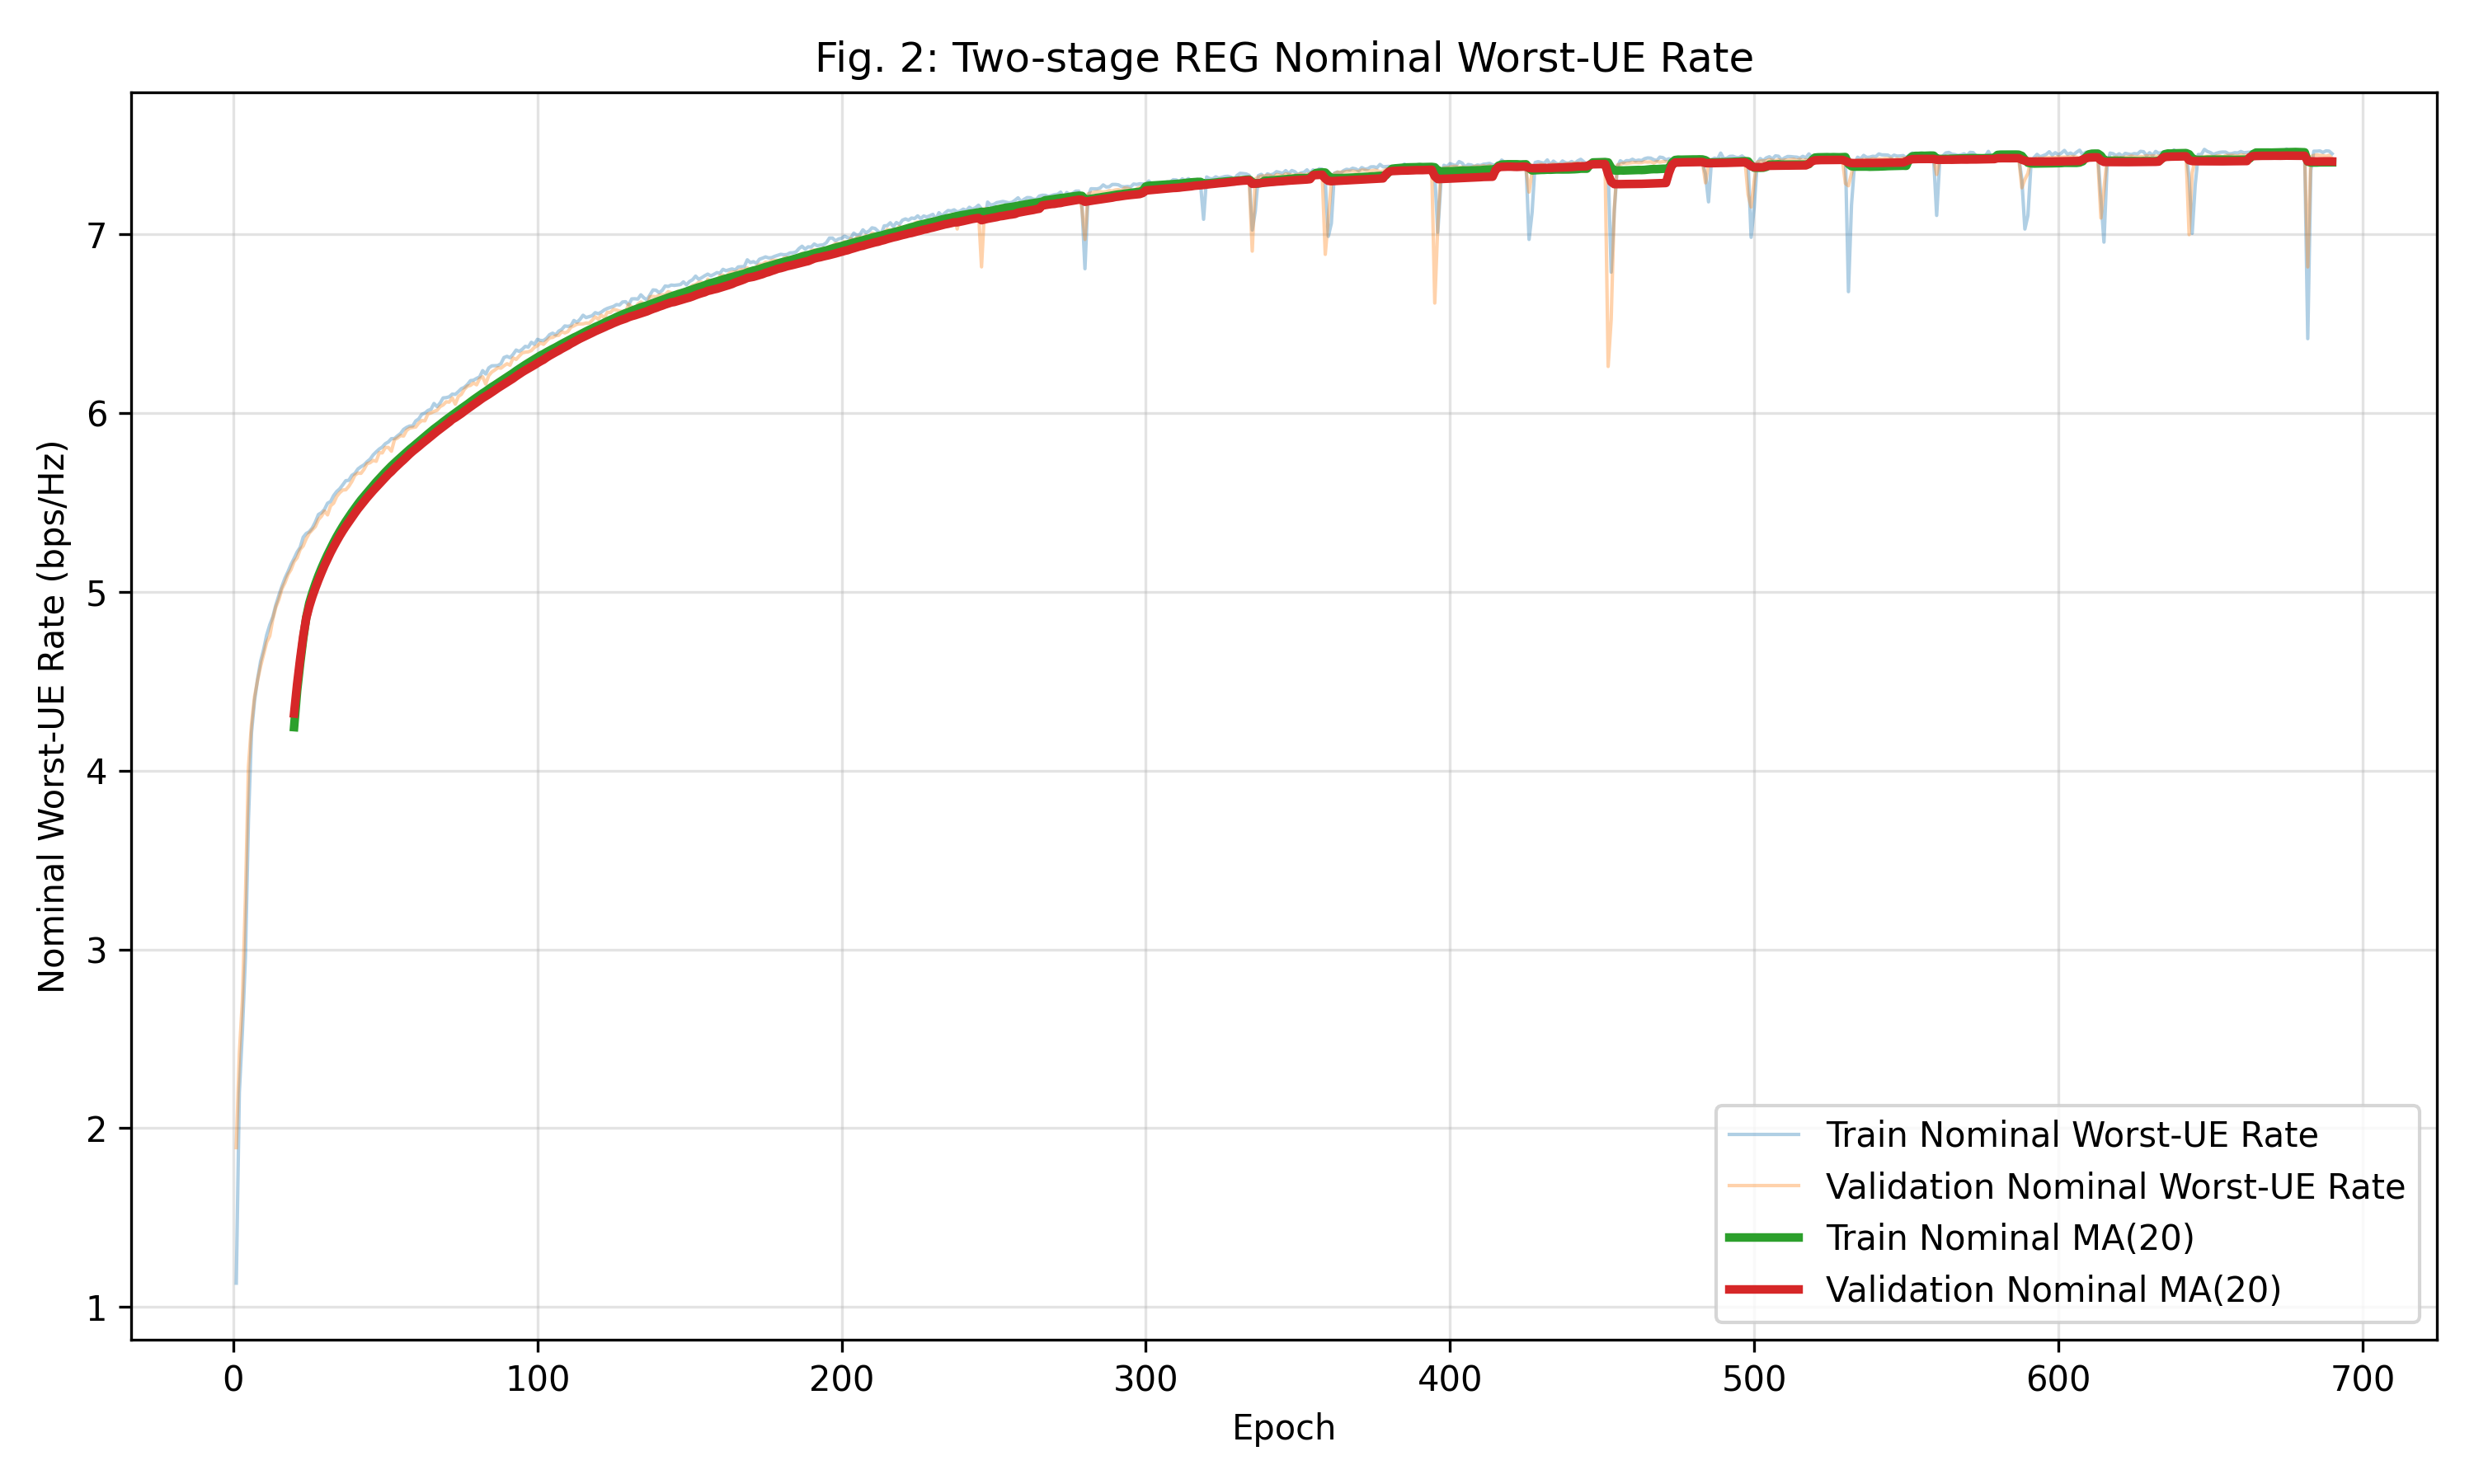 Fig. 2: Two-stage REG Nominal Worst-UE Rate
Nominal Worst-UE Rate (bps/Hz)
7
6
5
4
3
2
1
0 100 200 300 400 500 600 700
Epoch
Train Nominal Worst-UE Rate
Validation Nominal Worst-UE Rate
Train Nominal MA(20)
Validation Nominal MA(20)